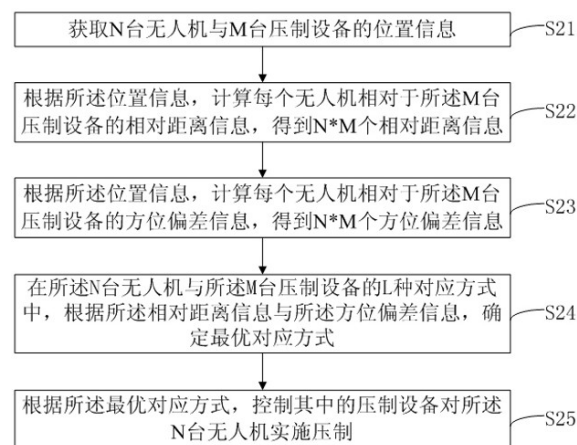 获取N台无人机与M台压制设备的位置信息
S21
根据所述位置信息，计算每个无人机相对于所述M台
压制设备的相对距离信息，得到N*M个相对距离信息
S22
根据所述位置信息，计算每个无人机相对于所述M台
压制设备的方位偏差信息，得到N*M个方位偏差信息
S23
在所述N台无人机与所述M台压制设备的L种对应方式
中，根据所述相对距离信息与所述方位偏差信息，确
定最优对应方式
S24
根据所述最优对应方式，控制其中的压制设备对所述
N台无人机实施压制
S25